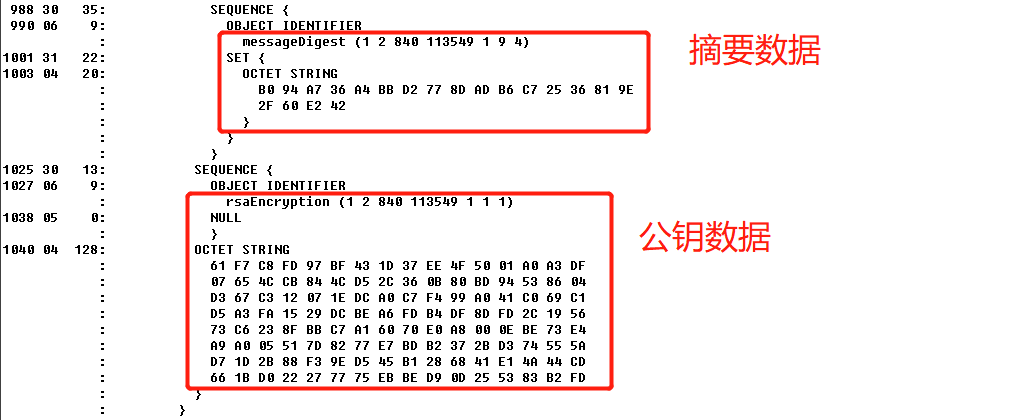 988 30 35: SEQUENCE {
990 06 9: OBJECT IDENTIFIER
: messageDigest (1 2 840 113549 1 9 4)
1001 31 22: SET {
1003 04 20: OCTET STRING
: B0 94 A7 36 A4 BB D2 77 8D AD B6 C7 25 36 81 9E
: 2F 60 E2 42
: }
: }
: }
摘要数据
1025 30 13: SEQUENCE {
1027 06 9: OBJECT IDENTIFIER
: rsaEncryption (1 2 840 113549 1 1 1)
1038 05 0: NULL
: }
1040 04 128: OCTET STRING
: 61 F7 C8 FD 97 BF 43 1D 37 EE 4F 50 01 A0 A3 DF
: 07 65 4C CB 84 4C D5 2C 36 0B 80 BD 94 53 86 04
: D3 67 C3 12 07 1E DC A0 C7 F4 99 A0 41 C0 69 C1
: D5 A3 FA 15 29 DC BE A6 FD B4 DF 8D FD 2C 19 56
: 73 C6 23 8F BB C7 A1 60 70 E0 A8 00 0E BE 73 E4
: A9 A0 05 51 7D 82 77 E7 BD B2 37 2B D3 74 55 5A
: D7 1D 2B 88 F3 9E D5 45 B1 28 68 41 E1 4A 44 CD
: 66 1B D0 22 27 77 75 EB BE D9 0D 25 53 83 B2 FD
: }
: }
公钥数据